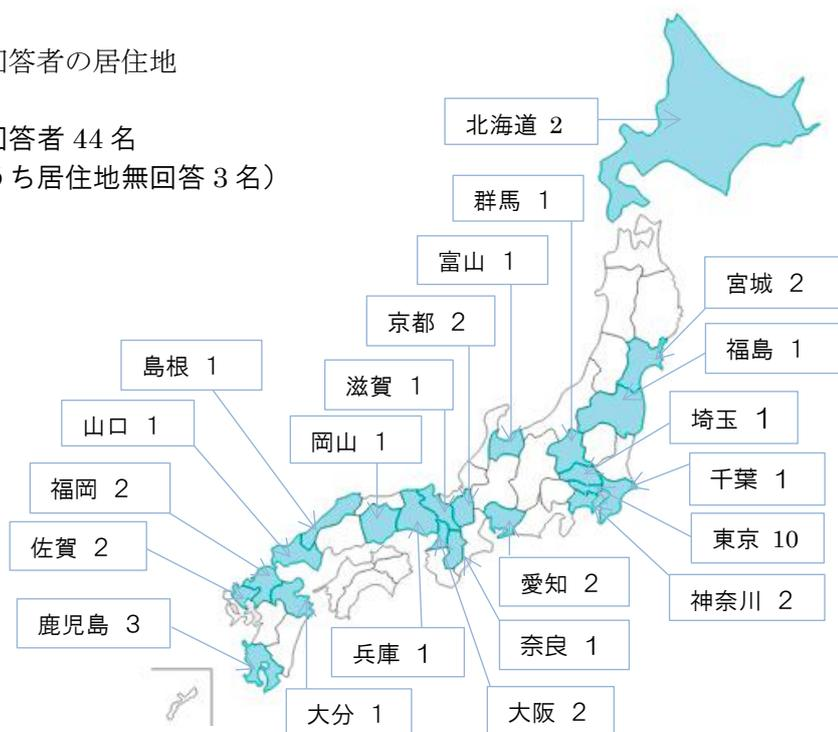 回答者の居住地
回答者 44 名
うち居住地無回答 3 名）
北海道 2
群馬 1
富山 1
宮城 2
京都 2
福島 1
島根 1
滋賀 1
埼玉 1
山口 1
岡山 1
千葉 1
福岡 2
東京 10
佐賀 2
愛知 2
神奈川 2
鹿児島 3
奈良 1
兵庫 1
大分 1
大阪 2